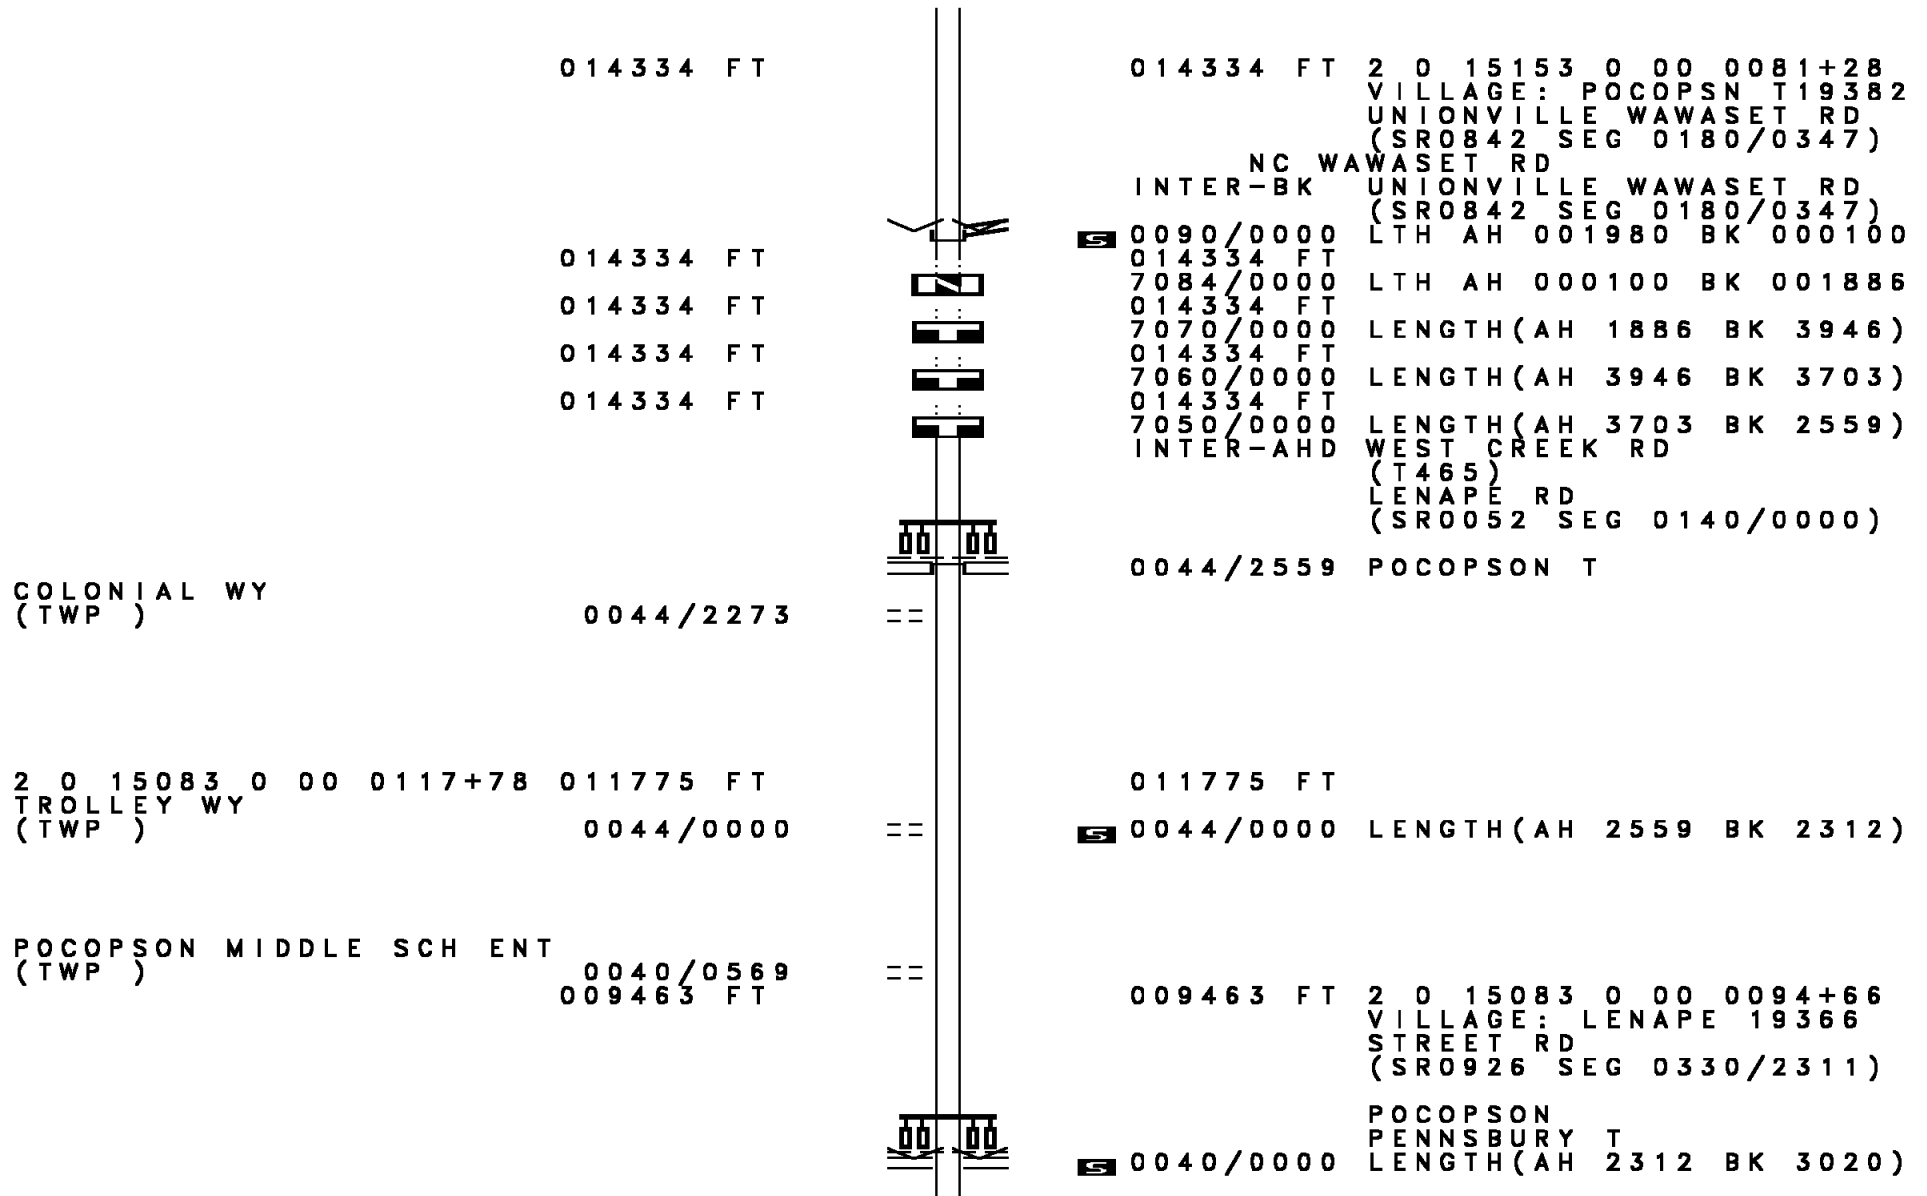 014334 FT 014334 FT 2 0 15153 0 00 0081+28
VILLAGE: POCOPSN T19382
UNIONVILLE WAWASET RD
(SR0842 SEG 0180/0347)
NC WAWASET RD
INTER-BK UNIONVILLE WAWASET RD
(SR0842 SEG 0180/0347)
S 0090/0000 LTH AH 001980 BK 000100
014334 FT 014334 FT
7084/0000 LTH AH 000100 BK 001886
014334 FT 014334 FT
7070/0000 LENGTH(AH 1886 BK 3946)
014334 FT 014334 FT
7060/0000 LENGTH(AH 3946 BK 3703)
014334 FT 014334 FT
7050/0000 LENGTH(AH 3703 BK 2559)
INTER-AHD WEST CREEK RD
(T465)
LENAPE RD
(SR0052 SEG 0140/0000)
0044/2559 POCOPSON T
COLONIAL WY
(TWP ) 0044/2273
2 0 15083 0 00 0117+78 011775 FT 011775 FT
TROLLEY WY
(TWP ) 0044/0000 S 0044/0000 LENGTH(AH 2559 BK 2312)
POCOPSON MIDDLE SCH ENT
(TWP ) 0040/0569
009463 FT 009463 FT 2 0 15083 0 00 0094+66
VILLAGE: LENAPE 19366
STREET RD
(SR0926 SEG 0330/2311)
POCOPSON
PENNSBURY T
S 0040/0000 LENGTH(AH 2312 BK 3020)